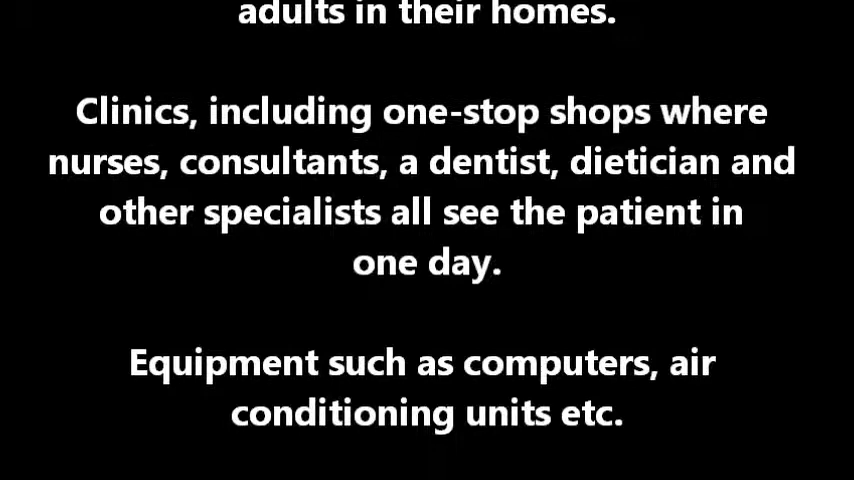 adults in their homes.
Clinics, including one-stop shops where
nurses, consultants, a dentist, dietician and
other specialists all see the patient in
one day.
Equipment such as computers, air
conditioning units etc.